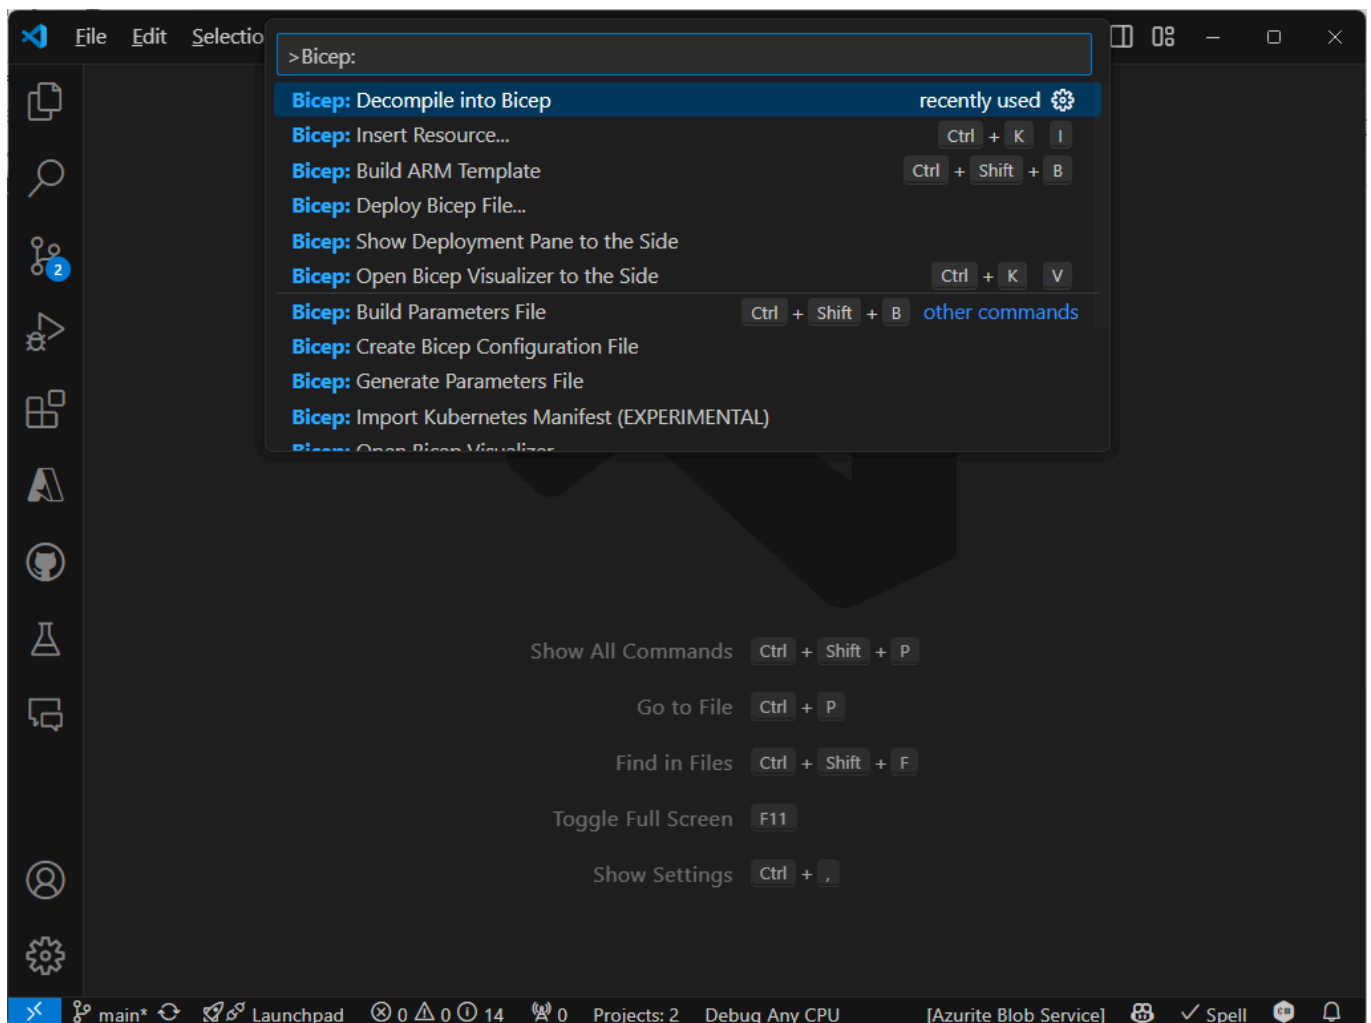 File Edit Selectio
>Bicep:
Bicep: Decompile into Bicep recently used
Bicep: Insert Resource... Ctrl + K I
Bicep: Build ARM Template Ctrl + Shift + B
Bicep: Deploy Bicep File...
Bicep: Show Deployment Pane to the Side
Bicep: Open Bicep Visualizer to the Side Ctrl + K V
Bicep: Build Parameters File Ctrl + Shift + B other commands
Bicep: Create Bicep Configuration File
Bicep: Generate Parameters File
Bicep: Import Kubernetes Manifest (EXPERIMENTAL)
Bicep: Open Bicep Visualizer
2
Show All Commands Ctrl + Shift + P
Go to File Ctrl + P
Find in Files Ctrl + Shift + F
Toggle Full Screen F11
Show Settings Ctrl + ,
main* Launchpad 0 0 14 0 Projects: 2 Debug Any CPU [Azurite Blob Service] Spell C#